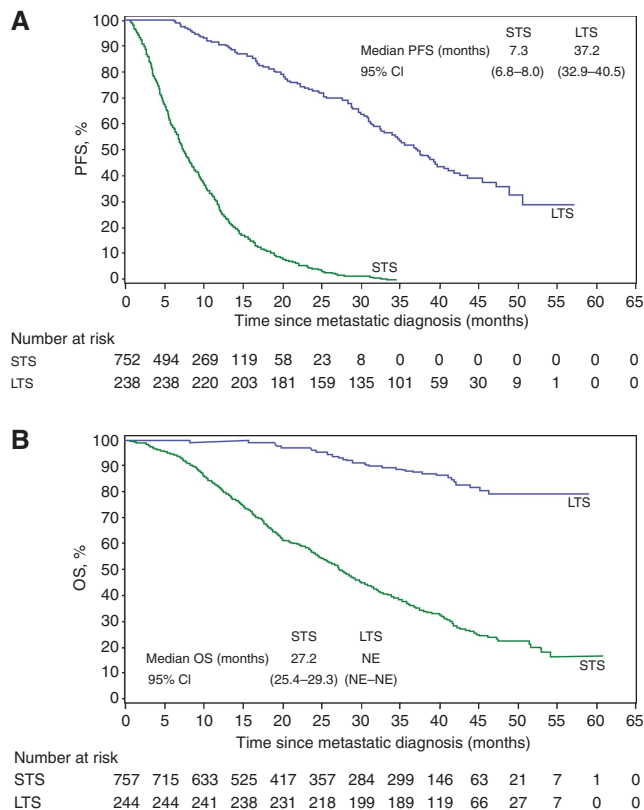 A
STS LTS
Median PFS (months) 7.3 37.2
95% CI (6.8–8.0) (32.9–40.5)
PFS, %
100
90
80
70
60
50
40
30
20
10
0
LTS
STS
0 5 10 15 20 25 30 35 40 45 50 55 60 65
Time since metastatic diagnosis (months)
Number at risk
STS 752 494 269 119 58 23 8 0 0 0 0 0 0 0
LTS 238 238 220 203 181 159 135 101 59 30 9 1 0 0
B
OS, %
100
90
80
70
60
50
40
30
20
10
0
LTS
STS LTS
Median OS (months) 27.2 NE
95% CI (25.4–29.3) (NE–NE)
STS
0 5 10 15 20 25 30 35 40 45 50 55 60 65
Time since metastatic diagnosis (months)
Number at risk
STS 757 715 633 525 417 357 284 299 146 63 21 7 1 0
LTS 244 244 241 238 231 218 199 189 119 66 27 7 0 0